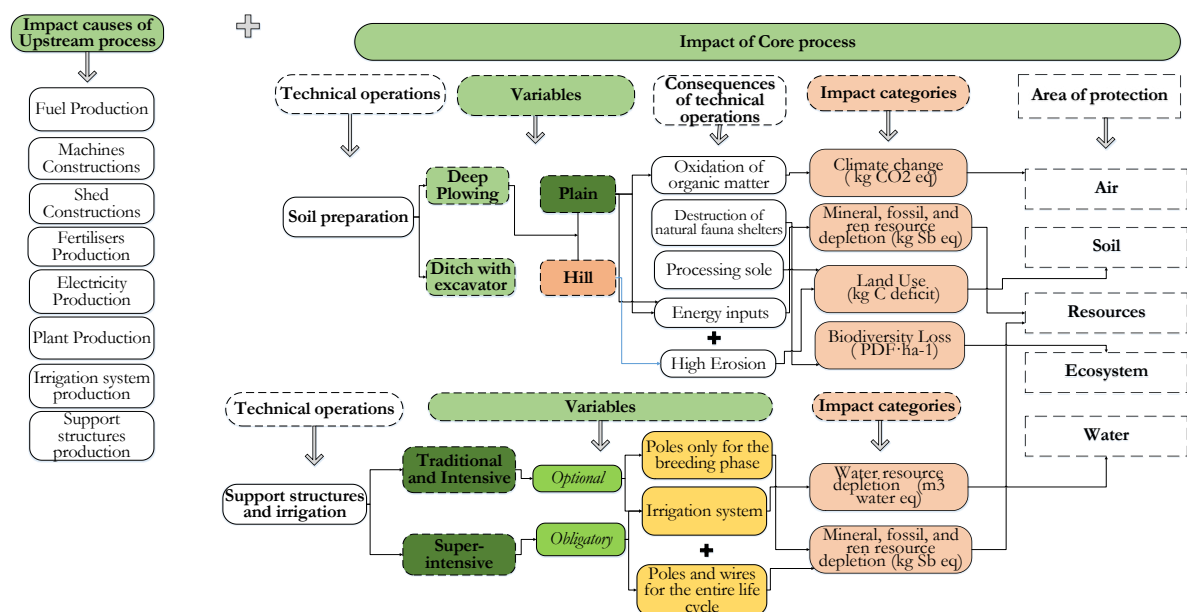 Impact causes of
Upstream process
Fuel Production
Machines
Constructions
Shed
Constructions
Fertilisers
Production
Electricity
Production
Plant Production
Irrigation system
production
Support
structures
production
Impact of Core process
Technical operations
Variables
Consequences
of technical
operations
Impact categories
Area of protection
Soil preparation
Deep
Plowing
Ditch with
excavator
Plain
Hill
Oxidation of
organic matter
Destruction of
natural fauna shelters
Processing sole
Energy inputs
+
High Erosion
Climate change
( kg CO2 eq)
Mineral, fossil, and
ren resource
depletion (kg Sb eq)
Land Use
(kg C deficit)
Biodiversity Loss
( PDF·ha-1)
Air
Soil
Resources
Ecosystem
Water
Technical operations
Variables
Impact categories
Support structures
and irrigation
Traditional
and Intensive
Super-
intensive
Optional
Obligatory
Poles only for the
breeding phase
Irrigation system
+
Poles and wires
for the entire life
cycle
Water resource
depletion (m3
water eq)
Mineral, fossil, and
ren resource
depletion (kg Sb eq)